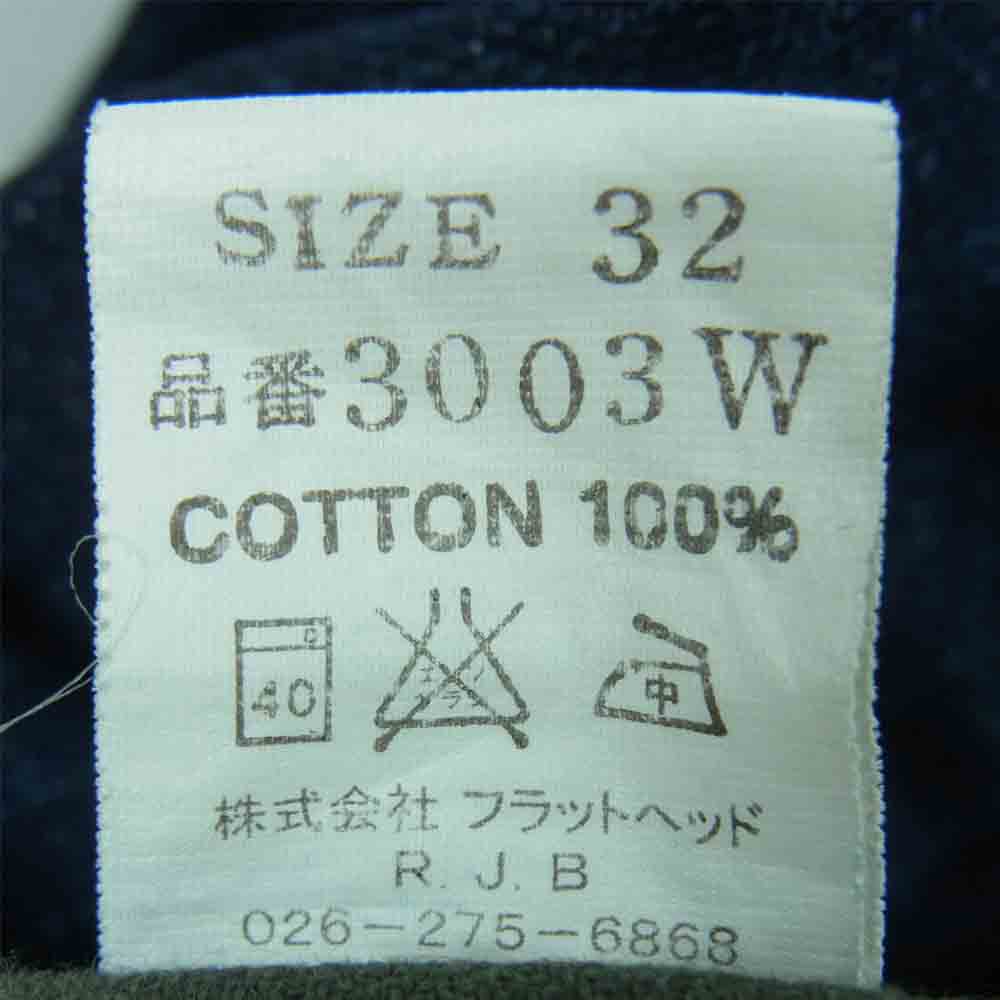 SIZE 32
品番3003W
COTTON 100%
40
中
株式会社 フラットヘッド
R.J.B
026-275-6868